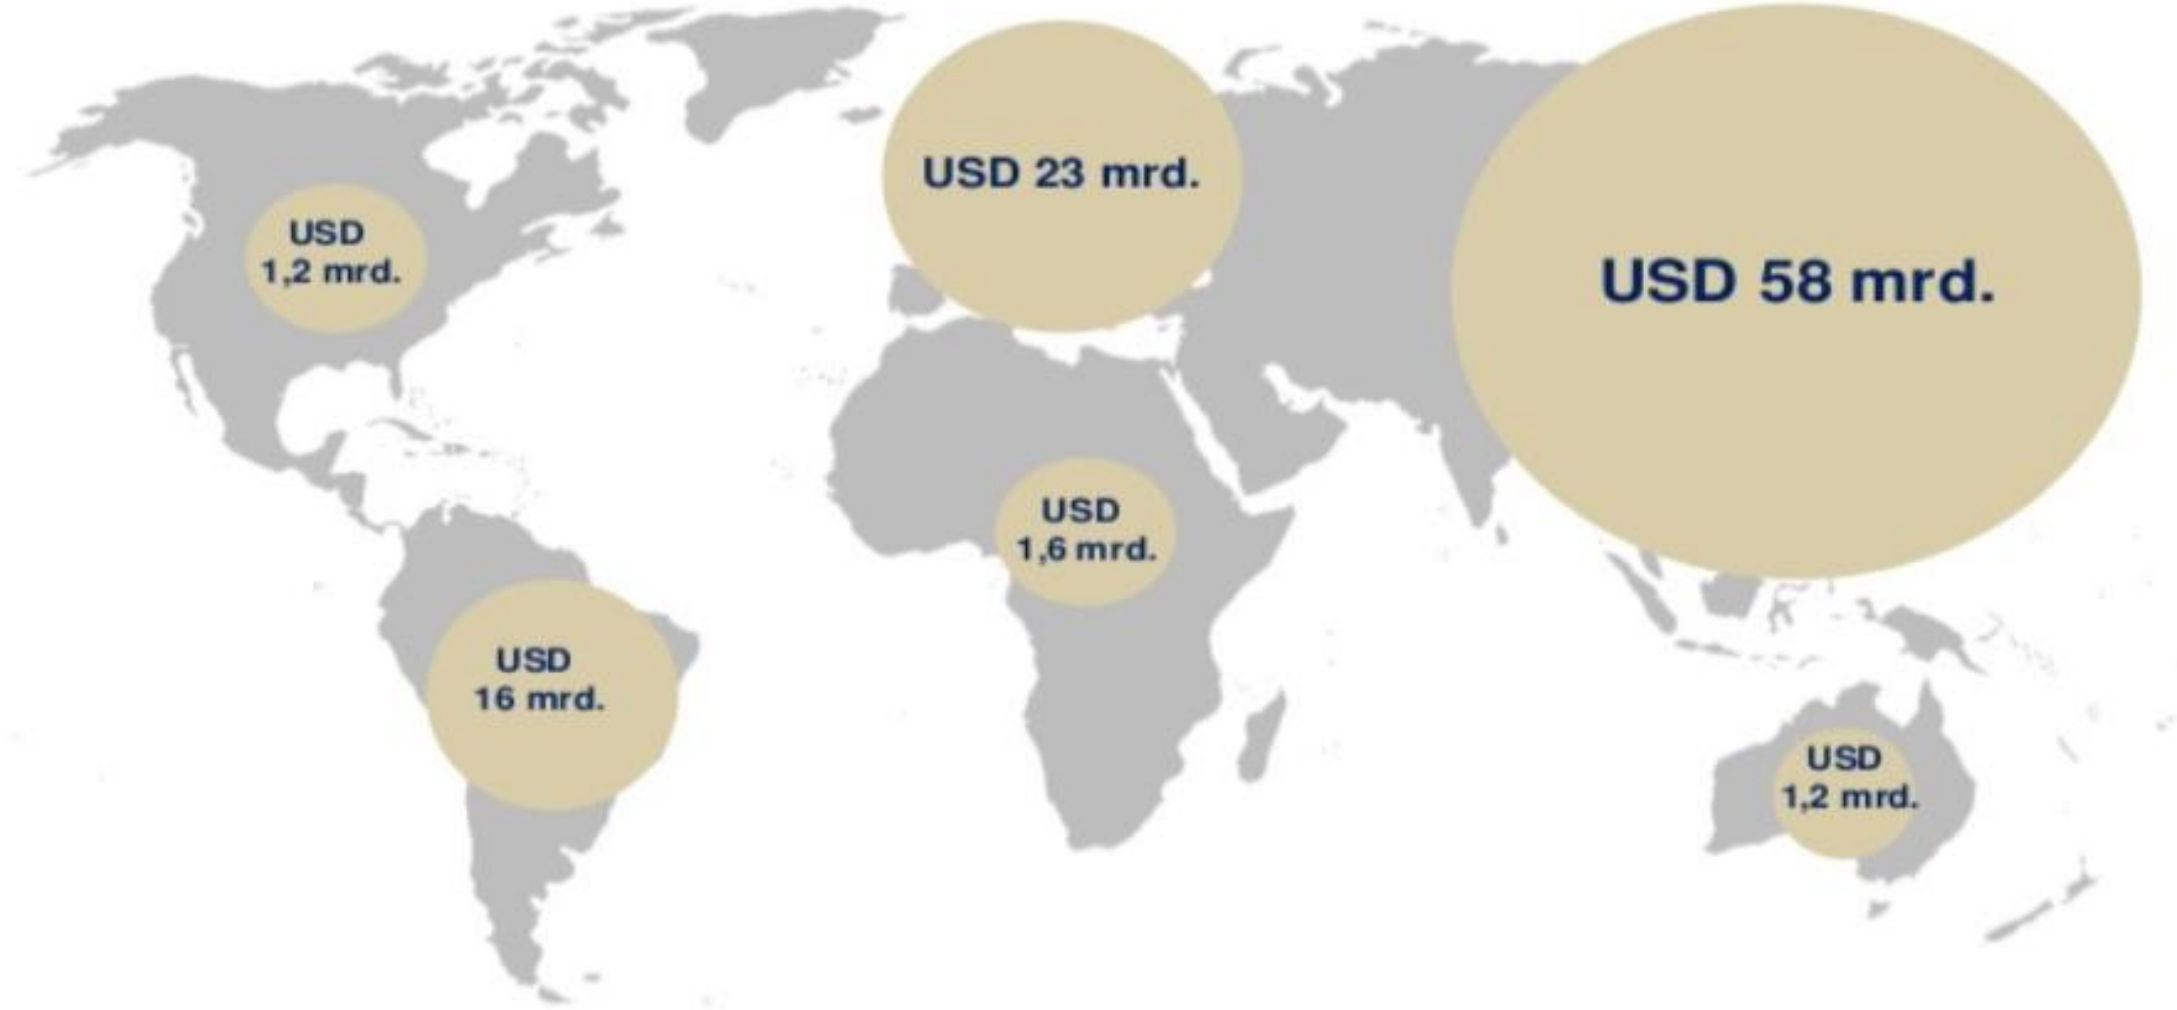 USD 23 mrd.
USD
1,2 mrd.
USD 58 mrd.
USD
1,6 mrd.
USD
16 mrd.
USD
1,2 mrd.